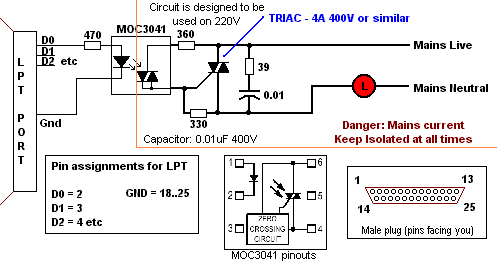 Circuit is designed to be
used on 220V
TRIAC - 4A 400V or similar
MOC3041
D0
470
360
D1
D2 etc
Mains Live
LPT PORT
39
0.01
L
Mains Neutral
Gnd
330
Danger: Mains current
Keep Isolated at all times
Capacitor: 0.01uF 400V
Pin assignments for LPT
D0 = 2
GND = 18..25
D1 = 3
D2 = 4 etc
1
6
2
5
3
4
ZERO
CROSSING
CIRCUIT
MOC3041 pinouts
1
13
14
25
Male plug (pins facing you)